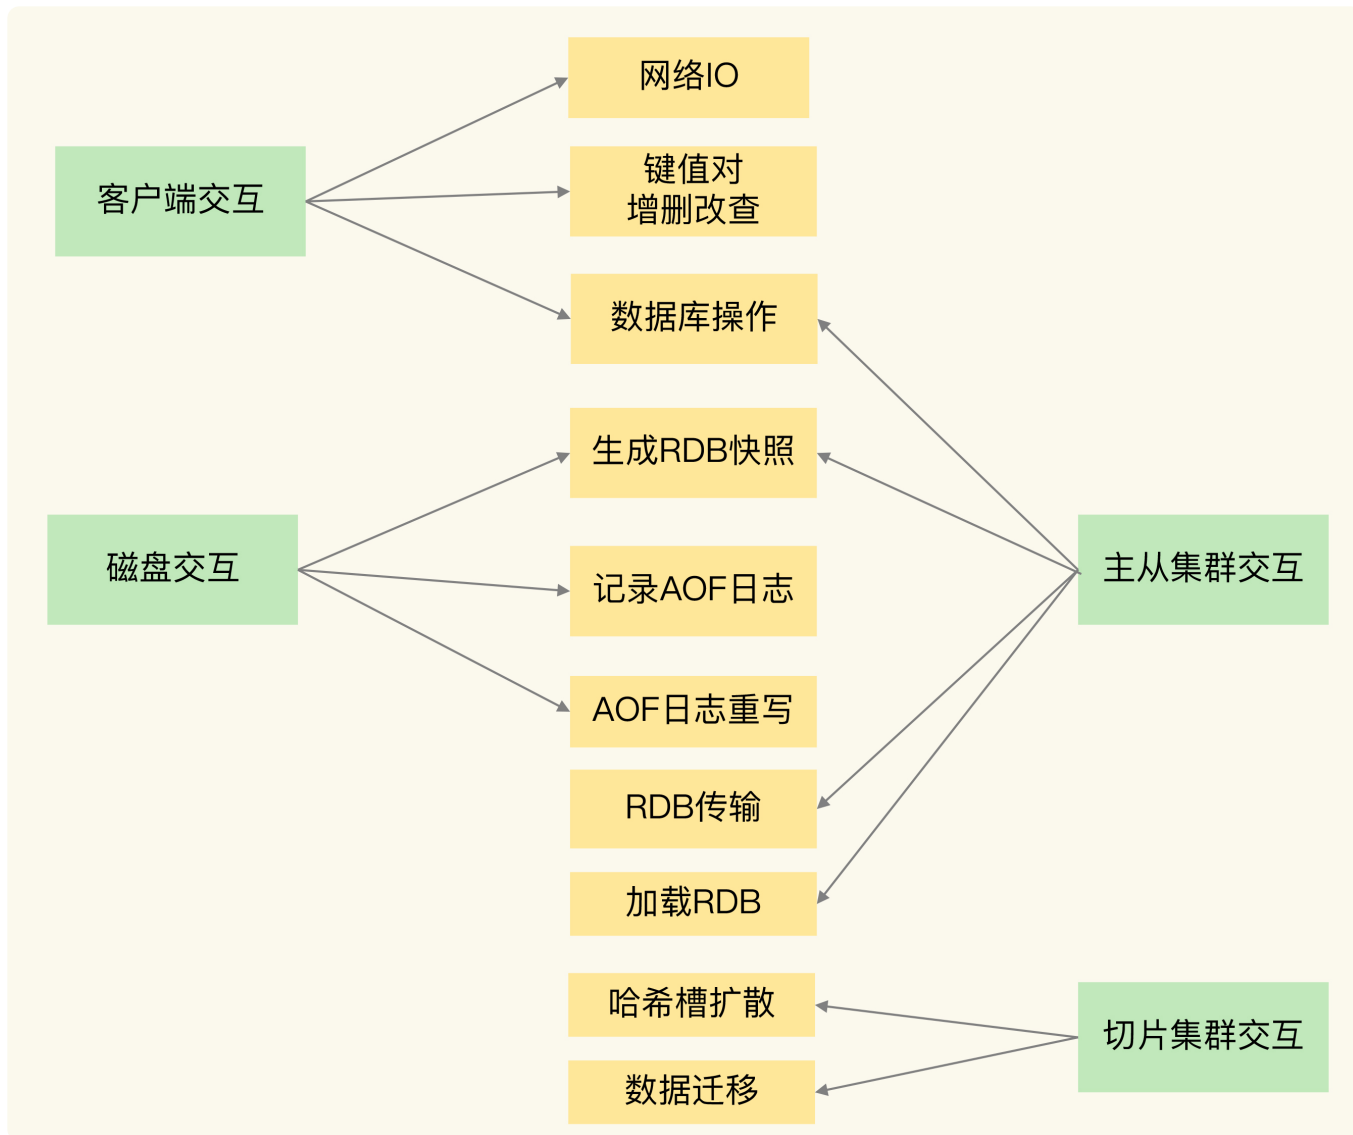 网络IO
客户端交互
键值对
增删改查
数据库操作
生成RDB快照
磁盘交互
记录AOF日志
主从集群交互
AOF日志重写
RDB传输
加载RDB
哈希槽扩散
切片集群交互
数据迁移